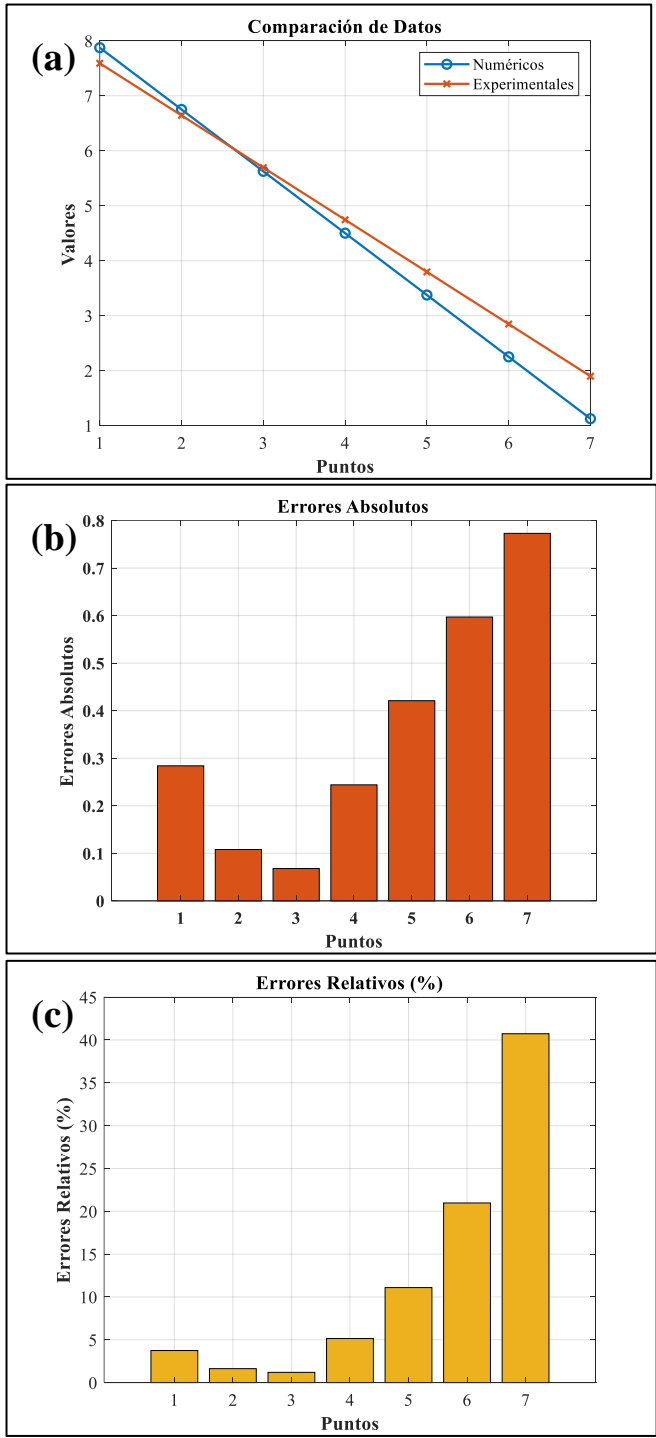 Comparación de Datos
(a)
Numéricos
Experimentales
8
7
6
5
4
3
2
1
Valores
1 2 3 4 5 6 7
Puntos
Errores Absolutos
(b)
0.8
0.7
0.6
0.5
0.4
0.3
0.2
0.1
0
Errores Absolutos
1 2 3 4 5 6 7
Puntos
Errores Relativos (%)
(c)
45
40
35
30
25
20
15
10
5
0
Errores Relativos (%)
1 2 3 4 5 6 7
Puntos